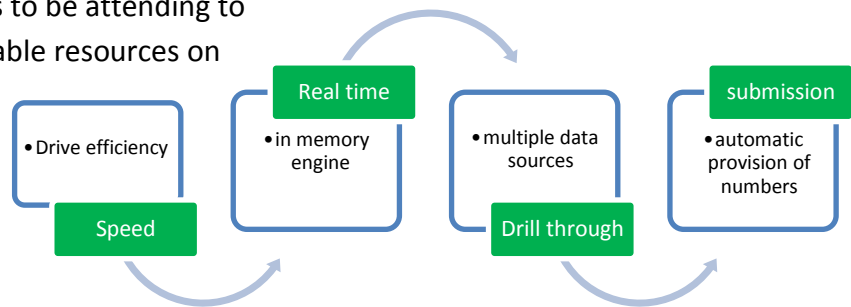 s to be attending to
able resources on
• Drive efficiency
Speed
Real time
• in memory
engine
• multiple data
sources
Drill through
submission
• automatic
provision of
numbers